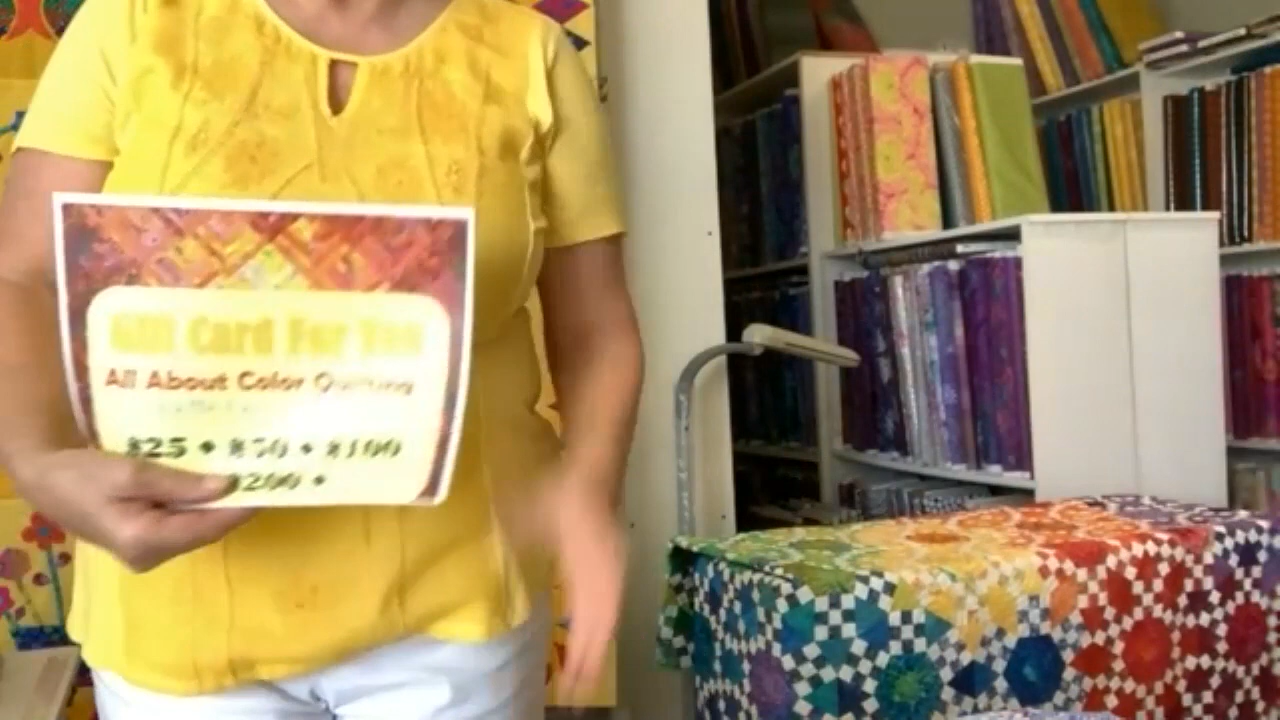 Gift Card For You
All About Color Quilting
$25 • $50 • $100
$200 •